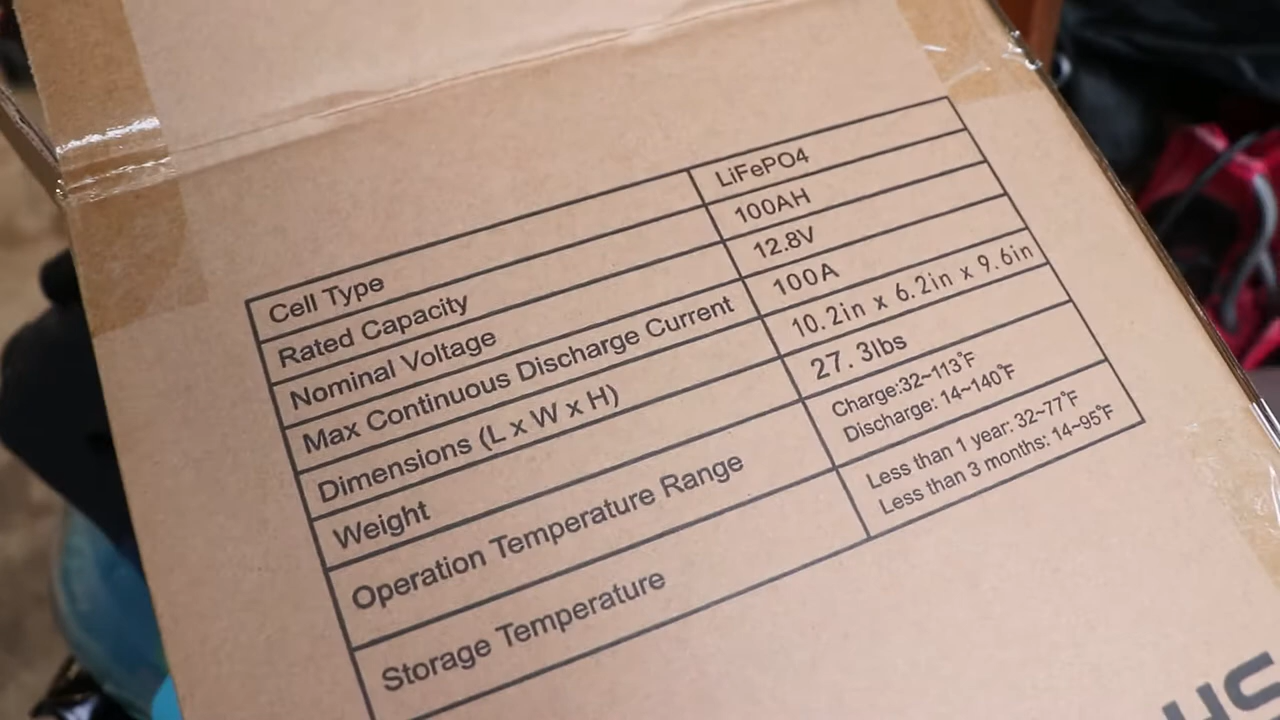 Cell Type LiFePO4
Rated Capacity 100AH
Nominal Voltage 12.8V
Max Continuous Discharge Current 100A
Dimensions (L x W x H) 10.2in x 6.2in x 9.6in
Weight 27.3lbs
Operation Temperature Range Charge:32~113°F
Discharge: 14~140°F
Storage Temperature Less than 1 year: 32~77°F
Less than 3 months: 14~95°F